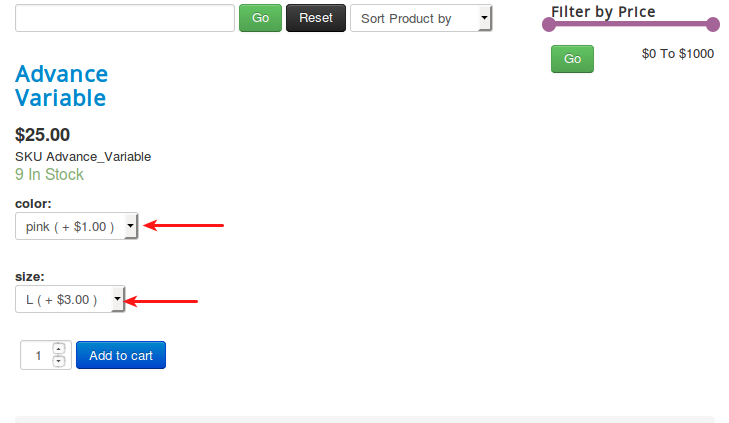 Go Reset Sort Product by
Filter by Price
Go $0 To $1000
Advance
Variable
$25.00
SKU Advance_Variable
9 In Stock
color:
pink ( + $1.00 )
size:
L ( + $3.00 )
1 Add to cart